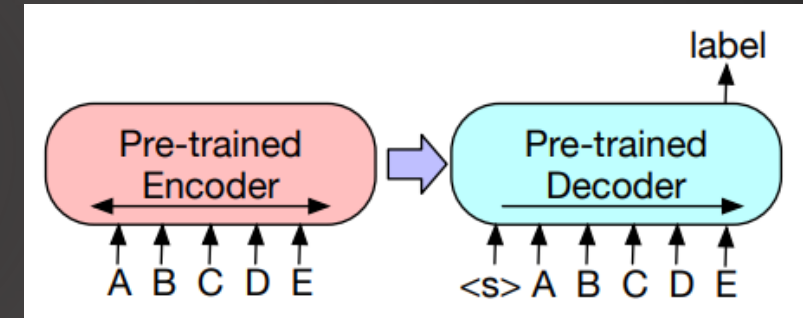 label
Pre-trained
Encoder
Pre-trained
Decoder
A B C D E
<s> A B C D E